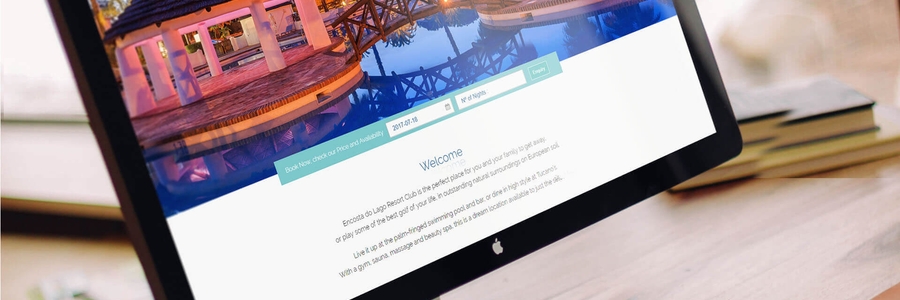 Book Now, check our Price and Availability
2017-07-18
Nº of Nights
Enquiry
Welcome
Encosta do Lago Resort Club is the perfect place for you and your family to get away
or play some of the best golf of your life, in outstanding natural surroundings on European soil.
Live it up at the palm-fringed swimming pool and bar, or dine in high style at Tucano's.
With a gym, sauna, massage and beauty spa, this is a dream location available to just the